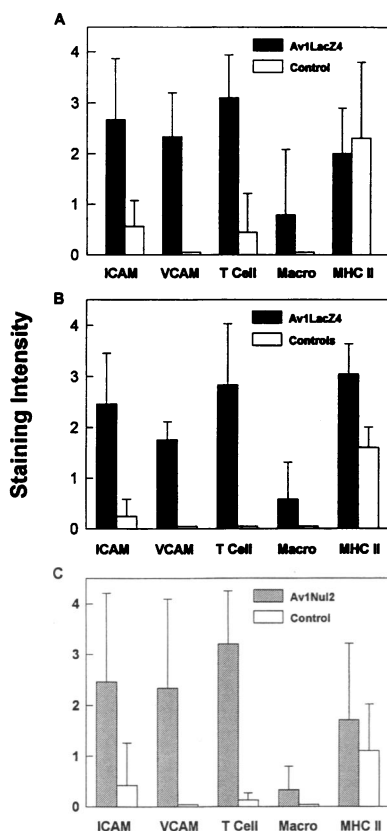 A
Av1LacZ4
Control
4
3
2
1
0
ICAM VCAM T Cell Macro MHC II
B
Av1LacZ4
Controls
4
3
2
1
0
ICAM VCAM T Cell Macro MHC II
Staining Intensity
C
Av1Nul2
Control
4
3
2
1
0
ICAM VCAM T Cell Macro MHC II